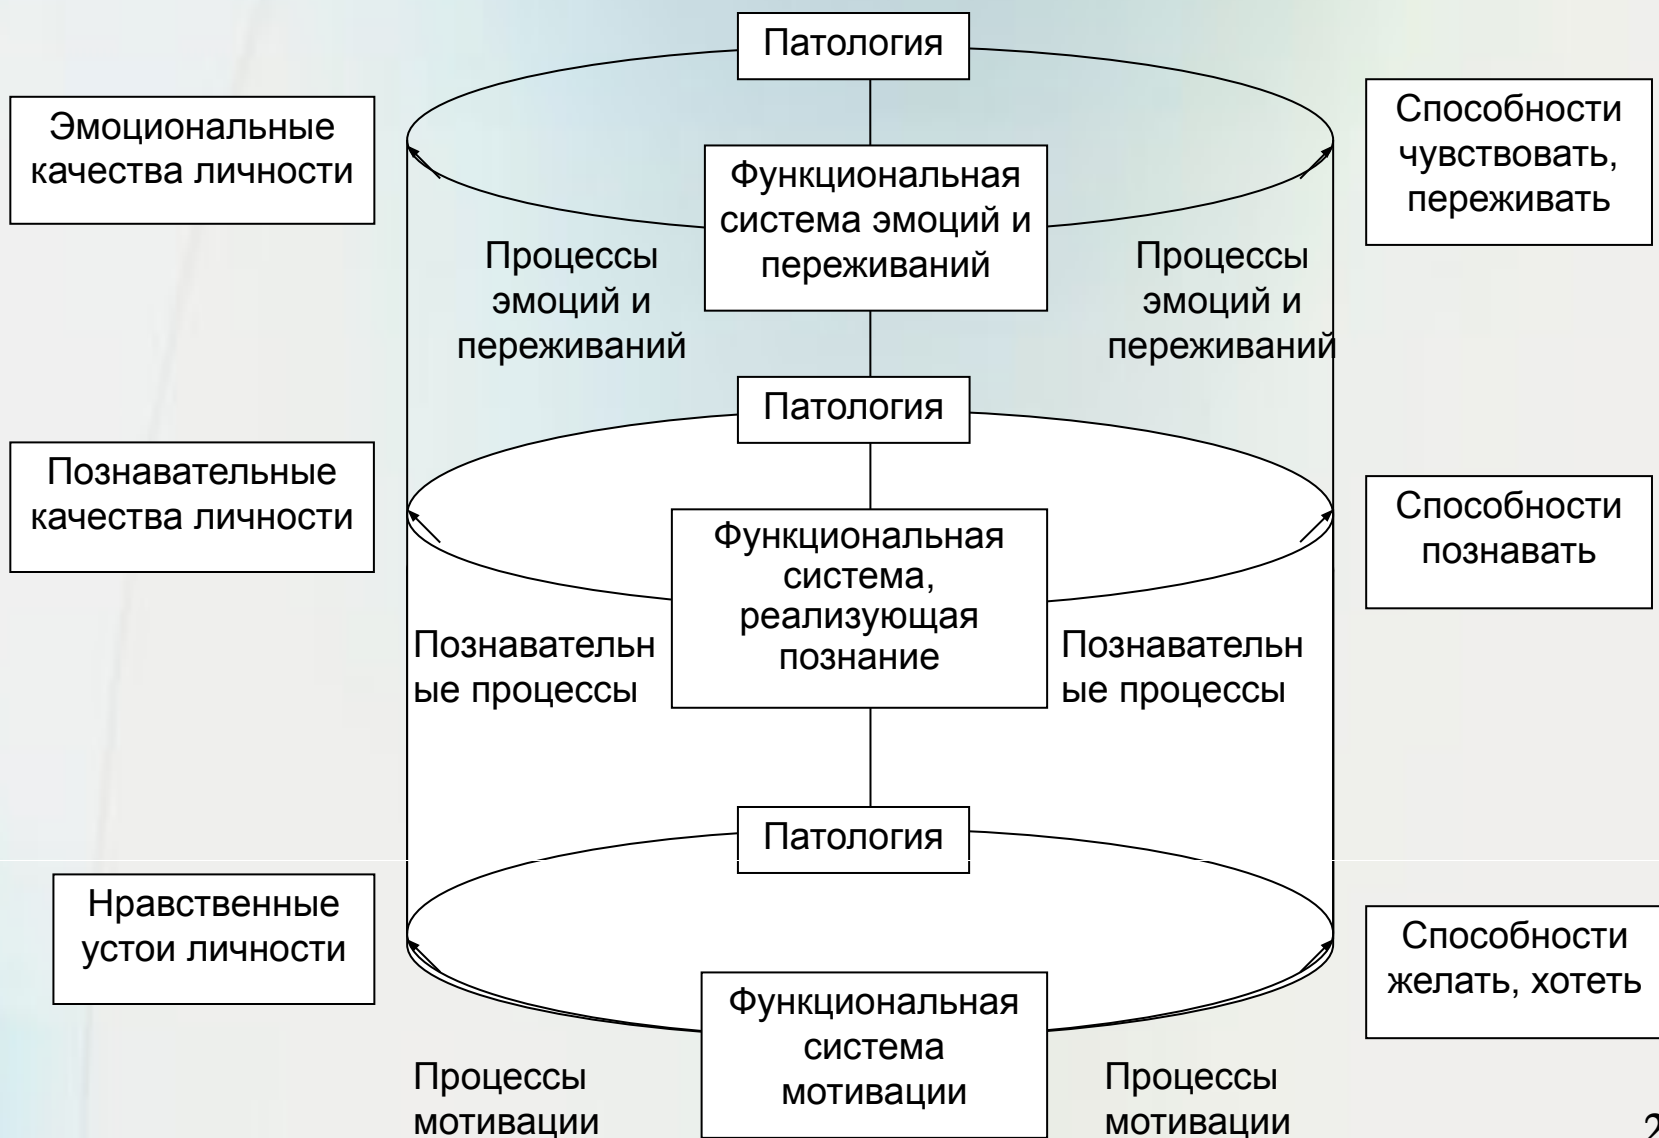 Патология
Эмоциональные
качества личности
Способности
чувствовать,
переживать
Функциональная
система эмоций и
переживаний
Процессы
эмоций и
переживаний
Процессы
эмоций и
переживаний
Патология
Познавательные
качества личности
Способности
познавать
Функциональная
система,
реализующая
познание
Познавательн
ые процессы
Познавательн
ые процессы
Патология
Нравственные
устои личности
Способности
желать, хотеть
Функциональная
система
мотивации
Процессы
мотивации
Процессы
мотивации
2